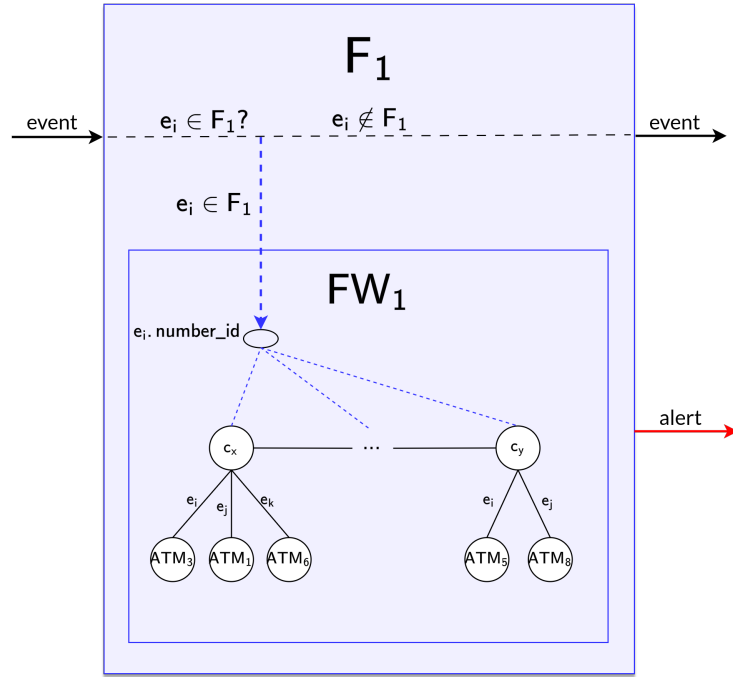 F₁
event
eᵢ ∈ F₁?
eᵢ ∉ F₁
event
eᵢ ∈ F₁
FW₁
eᵢ.number_id
alert
cₓ
...
c_y
eᵢ
eⱼ
eₖ
eᵢ
eⱼ
ATM₃
ATM₁
ATM₆
ATM₅
ATM₈